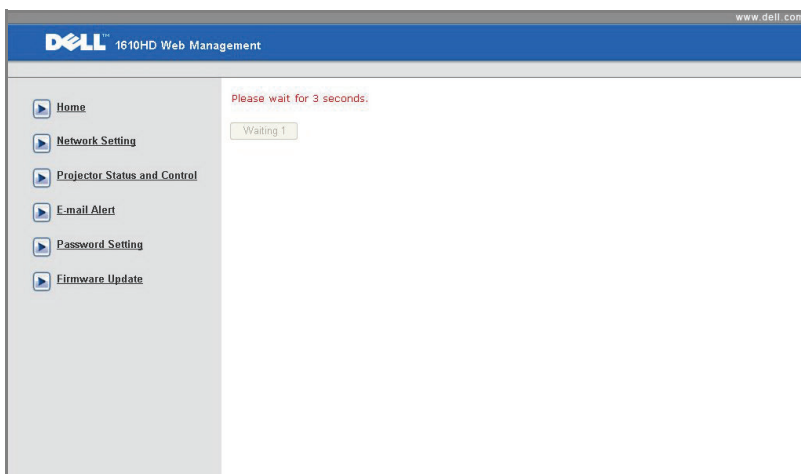 www.dell.com
DELL™ 1610HD Web Management
Home
Network Setting
Projector Status and Control
E-mail Alert
Password Setting
Firmware Update
Please wait for 3 seconds.
Waiting 1